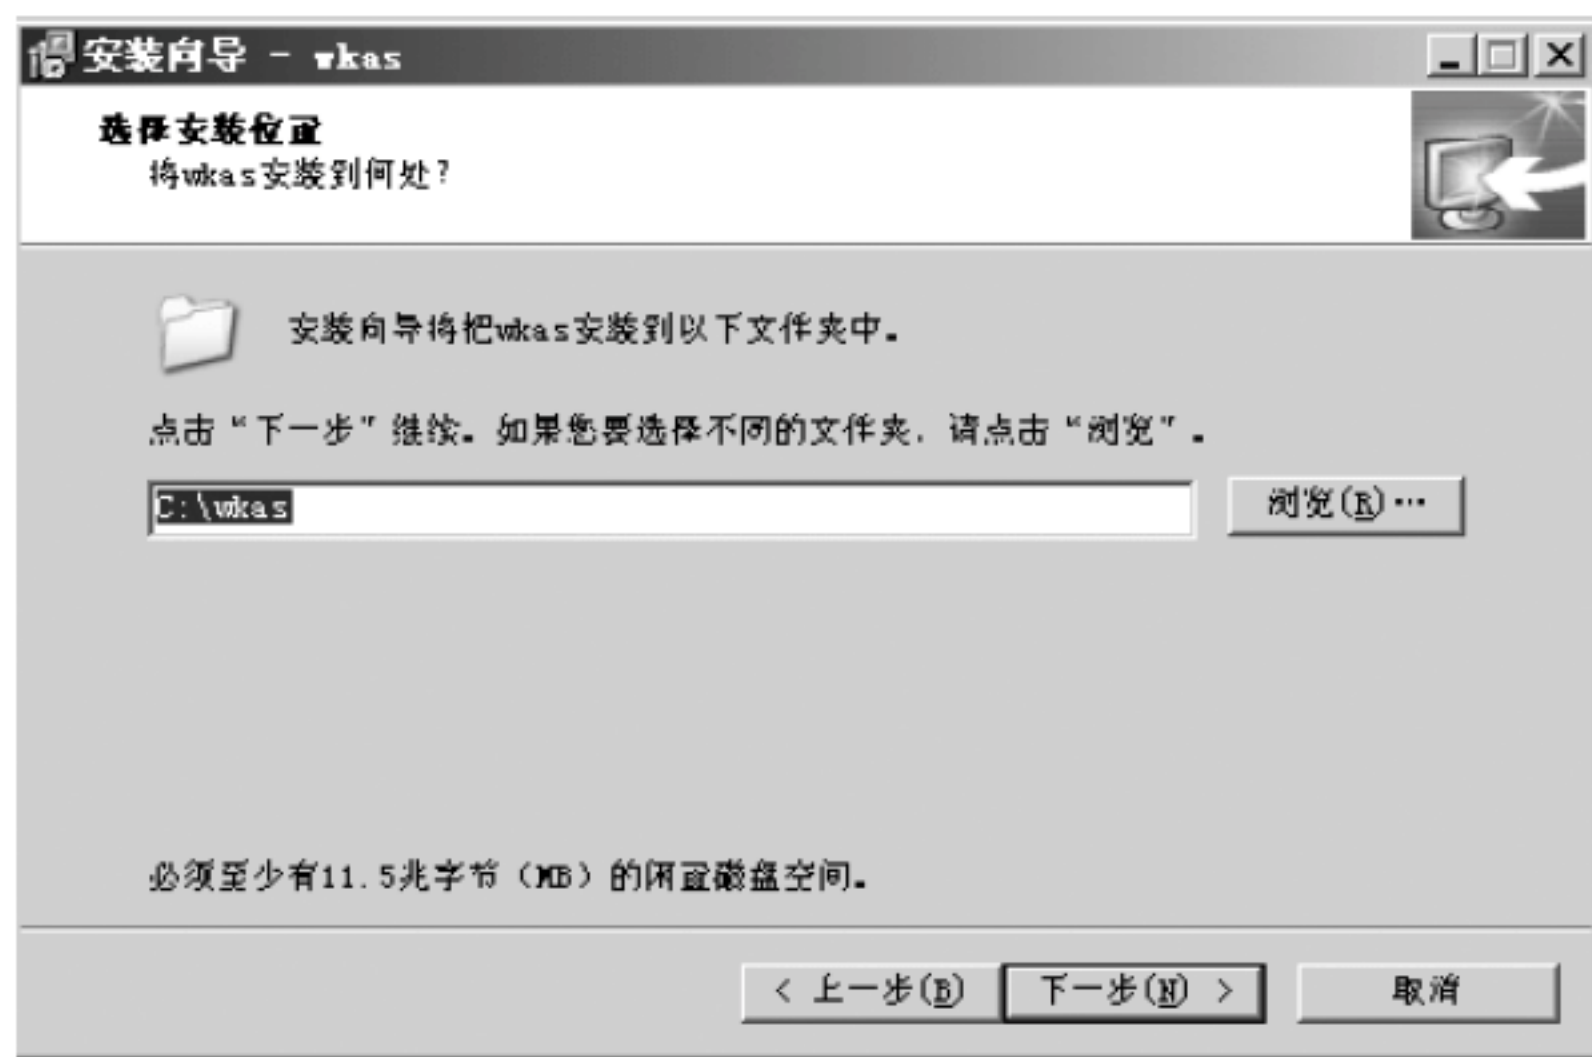 安装向导 - wkas
选择安装位置
将wkas安装到何处?
安装向导将把wkas安装到以下文件夹中。
点击“下一步”继续。如果您要选择不同的文件夹，请点击“浏览”。
C:\wkas
浏览(R)…
必须至少有11.5兆字节（MB）的闲置磁盘空间。
< 上一步(B) 下一步(N) > 取消